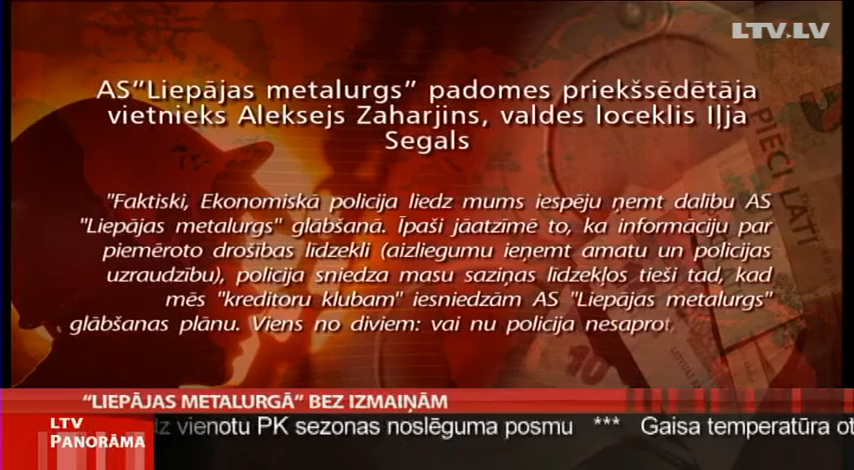 LTV.LV
AS"Liepājas metalurgs" padomes priekšsēdētāja
vietnieks Aleksejs Zaharjins, valdes loceklis Iļja
Segals
"Faktiski, Ekonomiskā policija liedz mums iespēju ņemt dalību AS
"Liepājas metalurgs" glābšanā. Īpaši jāatzīmē to, ka informāciju par
piemēroto drošības līdzekli (aizliegumu ieņemt amatu un policijas
uzraudzību), policija sniedza masu saziņas līdzekļos tieši tad, kad
mēs "kreditoru klubam" iesniedzām AS "Liepājas metalurgs"
glābšanas plānu. Viens no diviem: vai nu policija nesaprot,
PIECI LATI
10
"LIEPĀJAS METALURGĀ" BEZ IZMAIŅĀM
LTV
PANORĀMA
dz vienotu PK sezonas noslēguma posmu *** Gaisa temperatūra ot